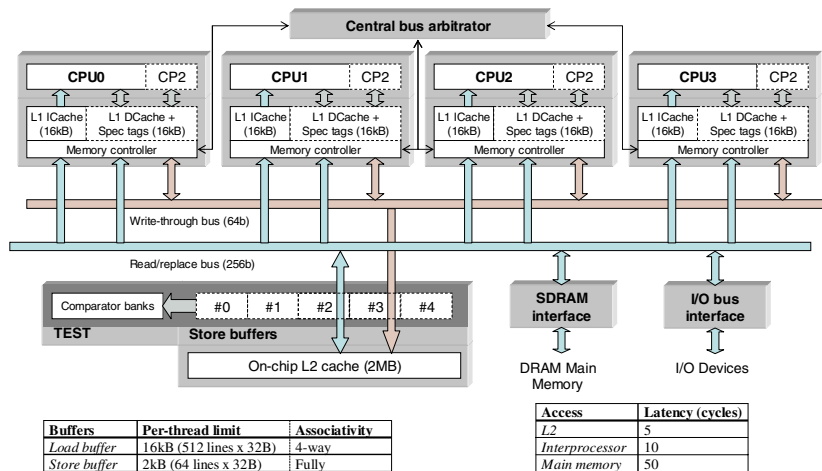 Central bus arbitrator
CPU0 CP2 CPU1 CP2 CPU2 CP2 CPU3 CP2
L1 ICache (16kB)
L1 DCache + Spec tags (16kB)
L1 ICache (16kB)
L1 DCache + Spec tags (16kB)
L1 ICache (16kB)
L1 DCache + Spec tags (16kB)
L1 ICache (16kB)
L1 DCache + Spec tags (16kB)
Memory controller Memory controller Memory controller Memory controller
Write-through bus (64b)
Read/replace bus (256b)
Comparator banks #0 #1 #2 #3 #4
TEST Store buffers
On-chip L2 cache (2MB)
SDRAM interface
I/O bus interface
DRAM Main Memory
I/O Devices
Buffers Per-thread limit Associativity
Load buffer 16kB (512 lines x 32B) 4-way
Store buffer 2kB (64 lines x 32B) Fully
Access Latency (cycles)
L2 5
Interprocessor 10
Main memory 50